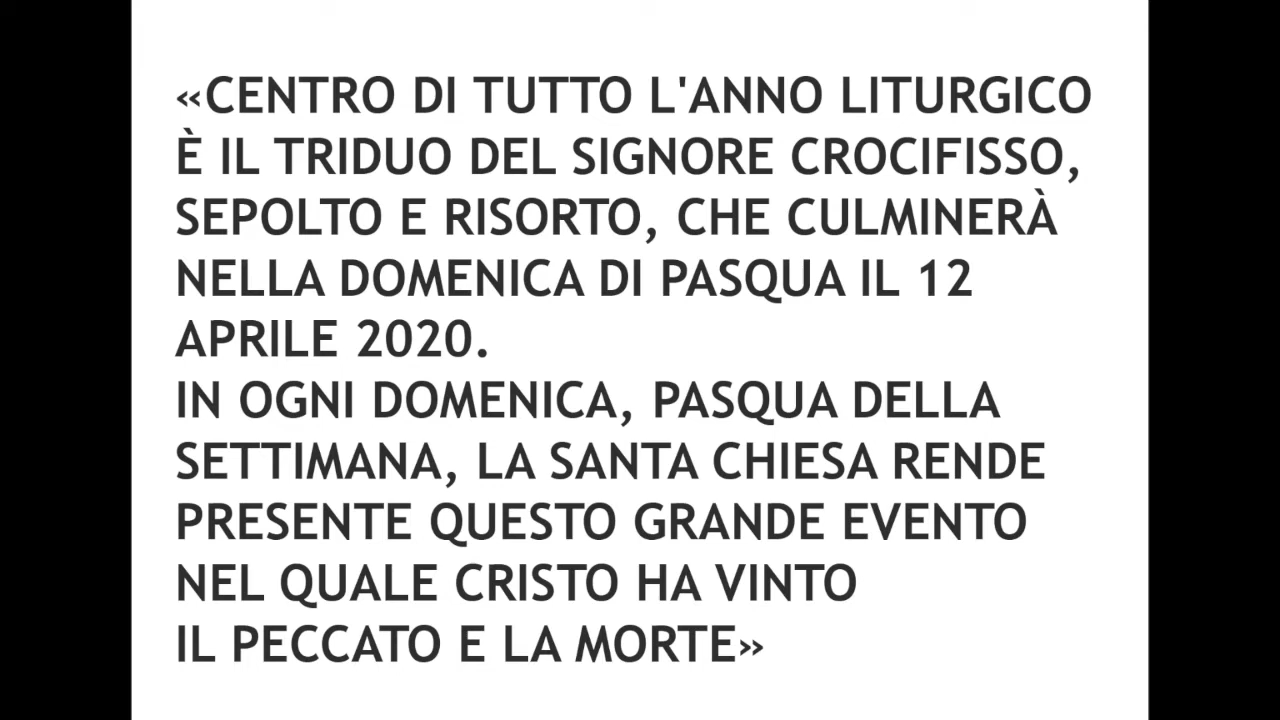 «CENTRO DI TUTTO L'ANNO LITURGICO
È IL TRIDUO DEL SIGNORE CROCIFISSO,
SEPOLTO E RISORTO, CHE CULMINERÀ
NELLA DOMENICA DI PASQUA IL 12
APRILE 2020.
IN OGNI DOMENICA, PASQUA DELLA
SETTIMANA, LA SANTA CHIESA RENDE
PRESENTE QUESTO GRANDE EVENTO
NEL QUALE CRISTO HA VINTO
IL PECCATO E LA MORTE»